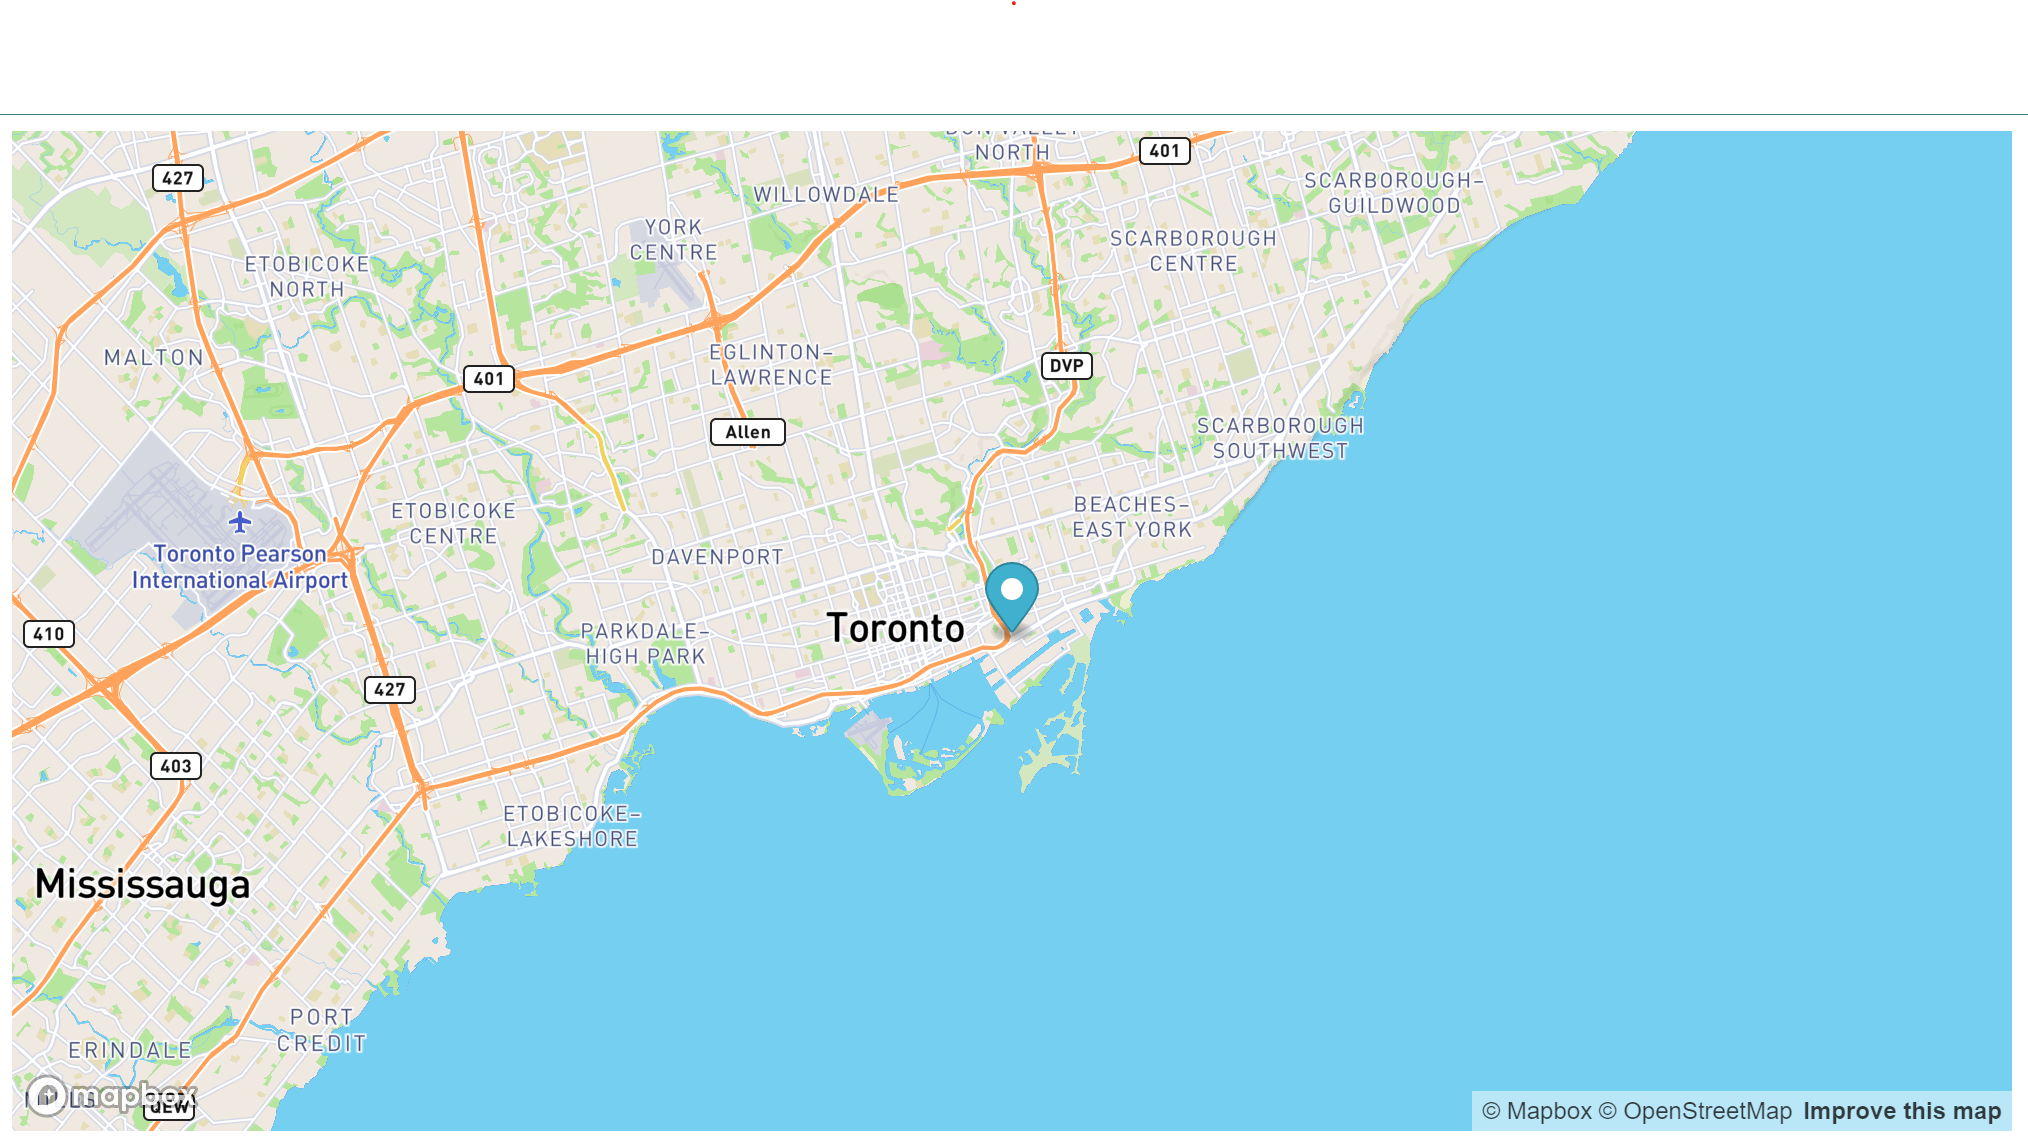 DON VALLEY
NORTH
401
427
SCARBOROUGH–
GUILDWOOD
WILLOWDALE
YORK
CENTRE
SCARBOROUGH
CENTRE
ETOBICOKE
NORTH
MALTON
EGLINTON–
LAWRENCE
DVP
401
Allen
SCARBOROUGH
SOUTHWEST
ETOBICOKE
CENTRE
BEACHES–
EAST YORK
Toronto Pearson
International Airport
DAVENPORT
410
Toronto
PARKDALE–
HIGH PARK
427
403
ETOBICOKE–
LAKESHORE
Mississauga
PORT
CREDIT
ERINDALE
mapbox
QEW
© Mapbox © OpenStreetMap Improve this map